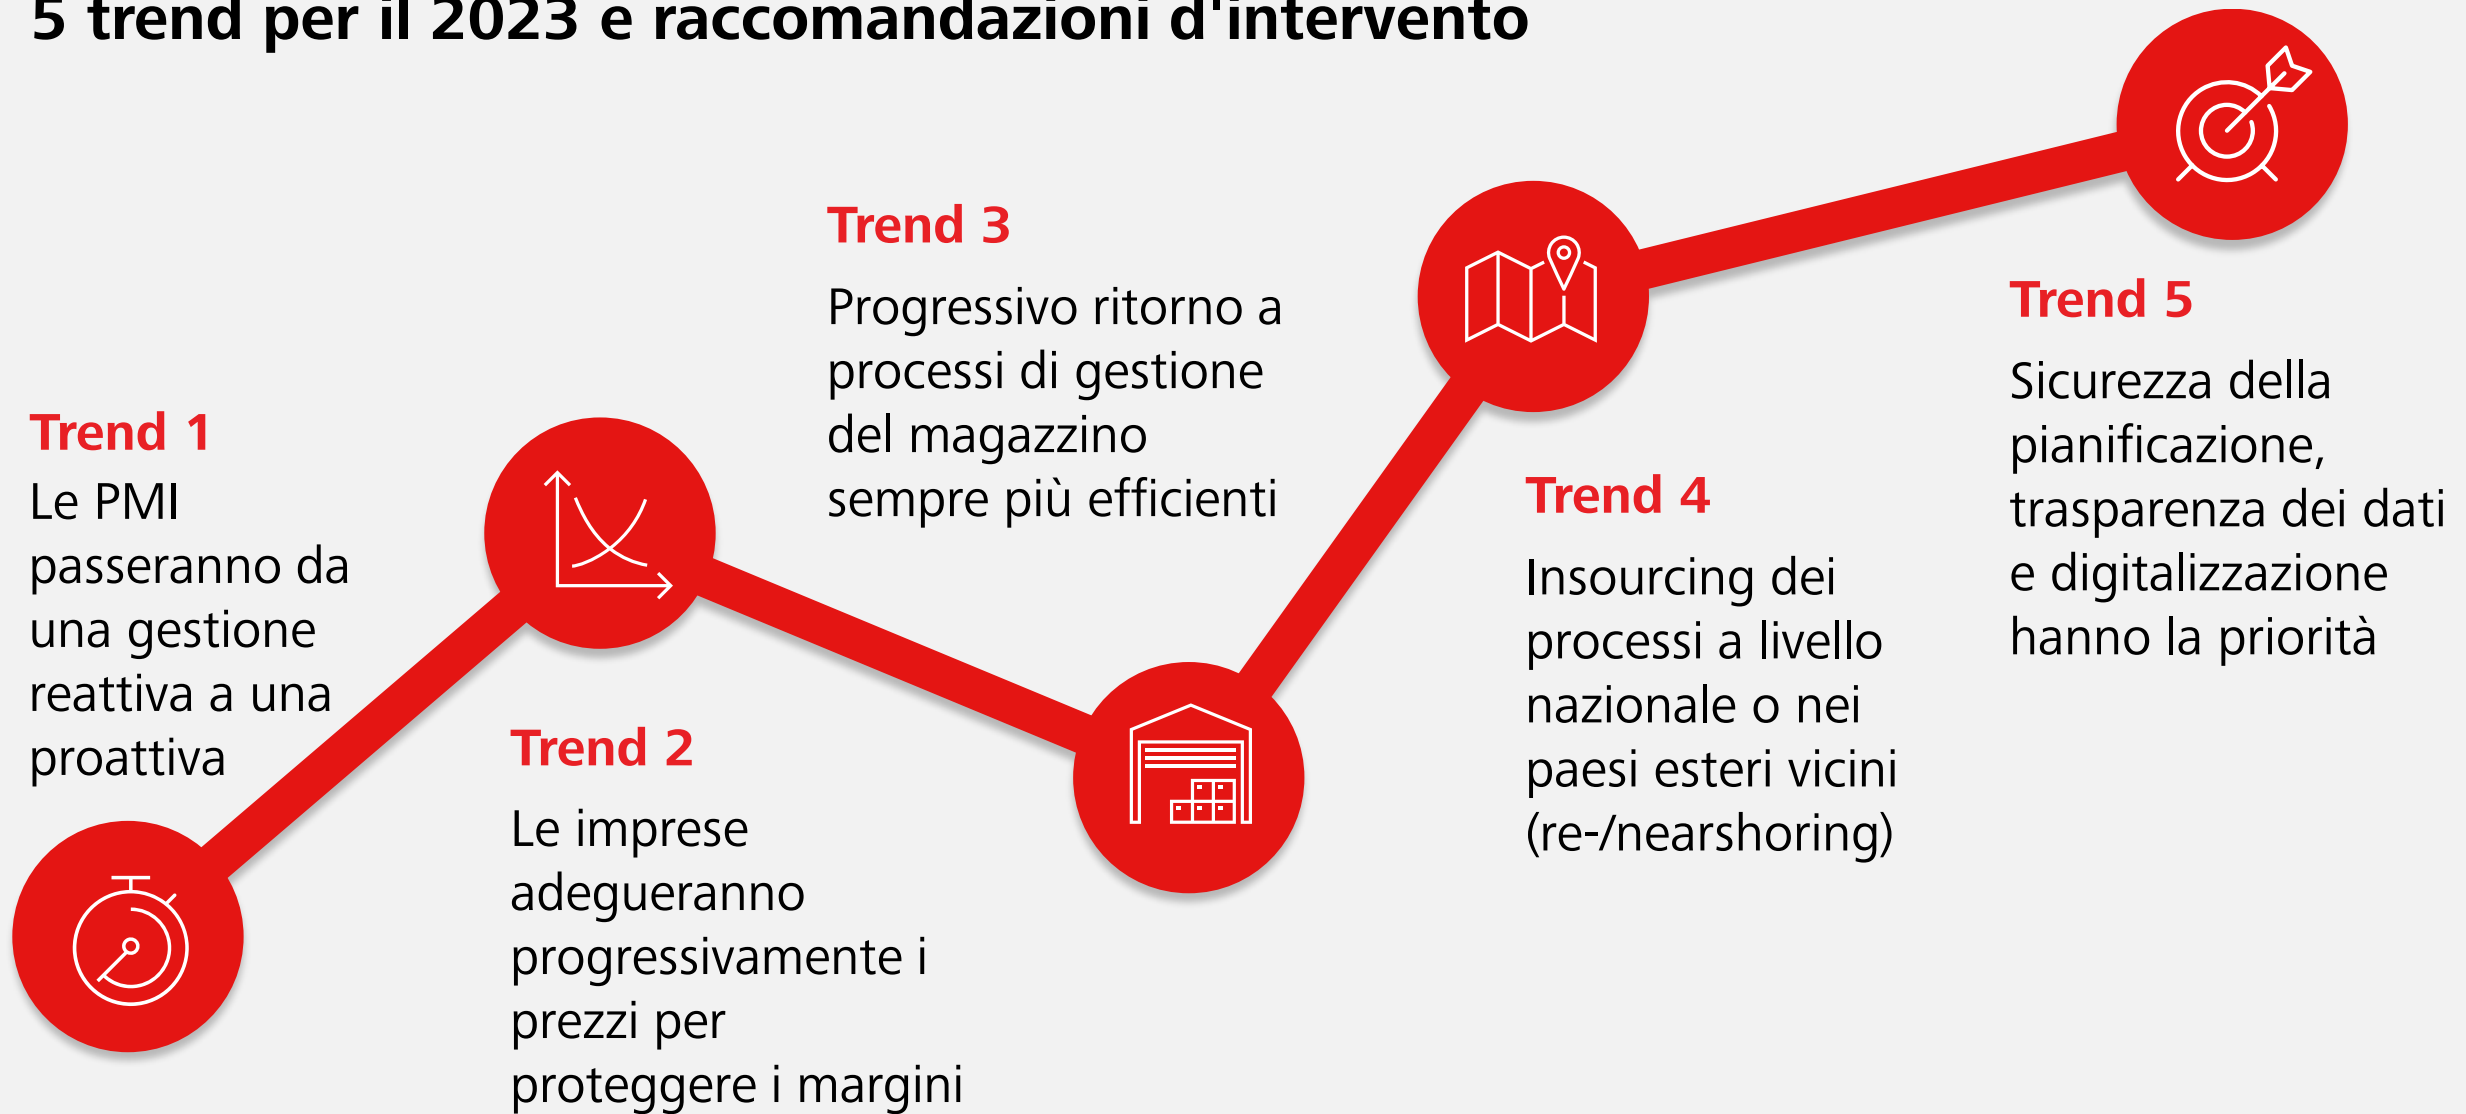 5 trend per il 2023 e raccomandazioni d'intervento
Trend 1
Le PMI
passeranno da
una gestione
reattiva a una
proattiva
Trend 2
Le imprese
adegueranno
progressivamente i
prezzi per
proteggere i margini
Trend 3
Progressivo ritorno a
processi di gestione
del magazzino
sempre più efficienti
Trend 4
Insourcing dei
processi a livello
nazionale o nei
paesi esteri vicini
(re-/nearshoring)
Trend 5
Sicurezza della
pianificazione,
trasparenza dei dati
e digitalizzazione
hanno la priorità